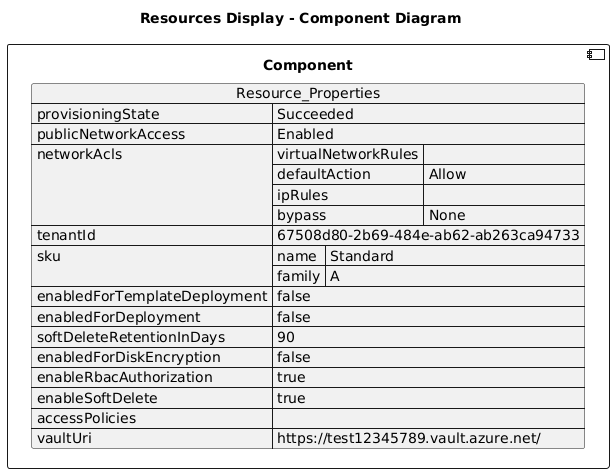 Resources Display - Component Diagram
Component
Resource_Properties
provisioningState Succeeded
publicNetworkAccess Enabled
networkAcls virtualNetworkRules
defaultAction Allow
ipRules
bypass None
tenantId 67508d80-2b69-484e-ab62-ab263ca94733
sku name Standard
family A
enabledForTemplateDeployment false
enabledForDeployment false
softDeleteRetentionInDays 90
enabledForDiskEncryption false
enableRbacAuthorization true
enableSoftDelete true
accessPolicies
vaultUri https://test12345789.vault.azure.net/